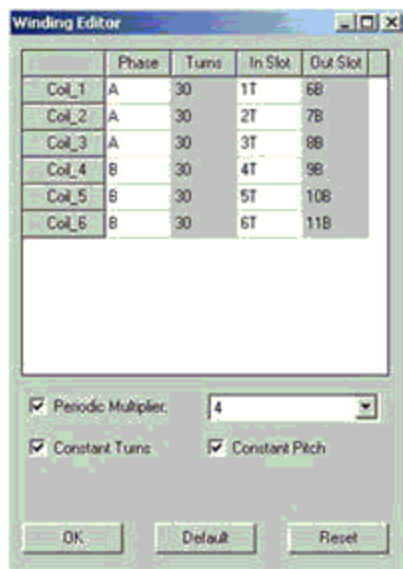 Winding Editor
Phase Turns In Slot Out Slot
Coil_1 A 30 1T 6B
Coil_2 A 30 2T 7B
Coil_3 A 30 3T 8B
Coil_4 B 30 4T 9B
Coil_5 B 30 5T 10B
Coil_6 B 30 6T 11B
Periodic Multiplier: 4
Constant Turns Constant Pitch
OK Default Reset